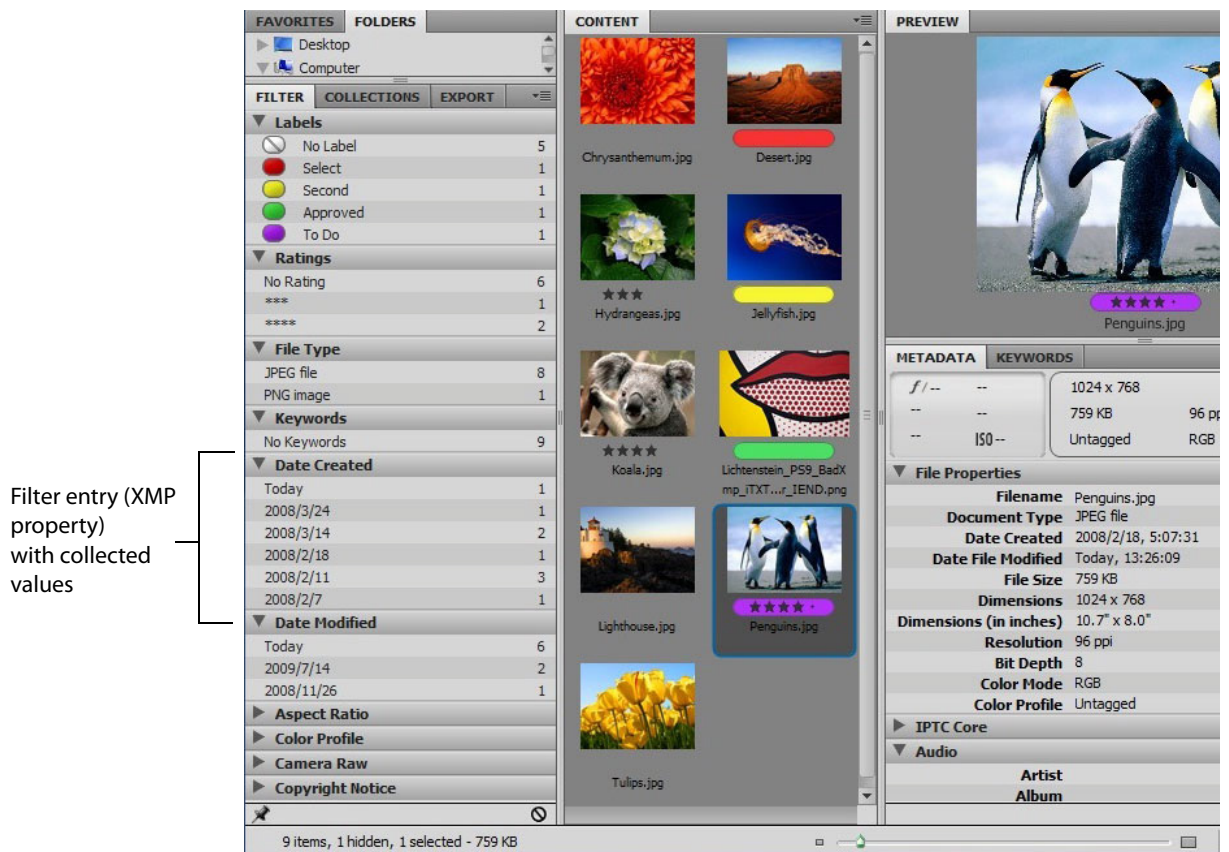 Filter entry (XMP
property)
with collected
values
FAVORITES FOLDERS
Desktop
Computer
FILTER COLLECTIONS EXPORT
Labels
No Label 5
Select 1
Second 1
Approved 1
To Do 1
Ratings
No Rating 6
*** 1
**** 2
File Type
JPEG file 8
PNG image 1
Keywords
No Keywords 9
Date Created
Today 1
2008/3/24 1
2008/3/14 2
2008/2/18 1
2008/2/11 3
2008/2/7 1
Date Modified
Today 6
2009/7/14 2
2008/11/26 1
Aspect Ratio
Color Profile
Camera Raw
Copyright Notice
9 items, 1 hidden, 1 selected - 759 KB
CONTENT
Chrysanthemum.jpg
Desert.jpg
★★★
Hydrangeas.jpg
Jellyfish.jpg
★★★★
Koala.jpg
Lichtenstein_PS9_BadX
mp_iTXT...r_IEND.png
Lighthouse.jpg
★★★★·
Penguins.jpg
Tulips.jpg
PREVIEW
★★★★·
Penguins.jpg
METADATA KEYWORDS
f/-- --
-- --
-- ISO--
1024 x 768
759 KB 96 pp
Untagged RGB
File Properties
Filename Penguins.jpg
Document Type JPEG file
Date Created 2008/2/18, 5:07:31
Date File Modified Today, 13:26:09
File Size 759 KB
Dimensions 1024 x 768
Dimensions (in inches) 10.7" x 8.0"
Resolution 96 ppi
Bit Depth 8
Color Mode RGB
Color Profile Untagged
IPTC Core
Audio
Artist
Album